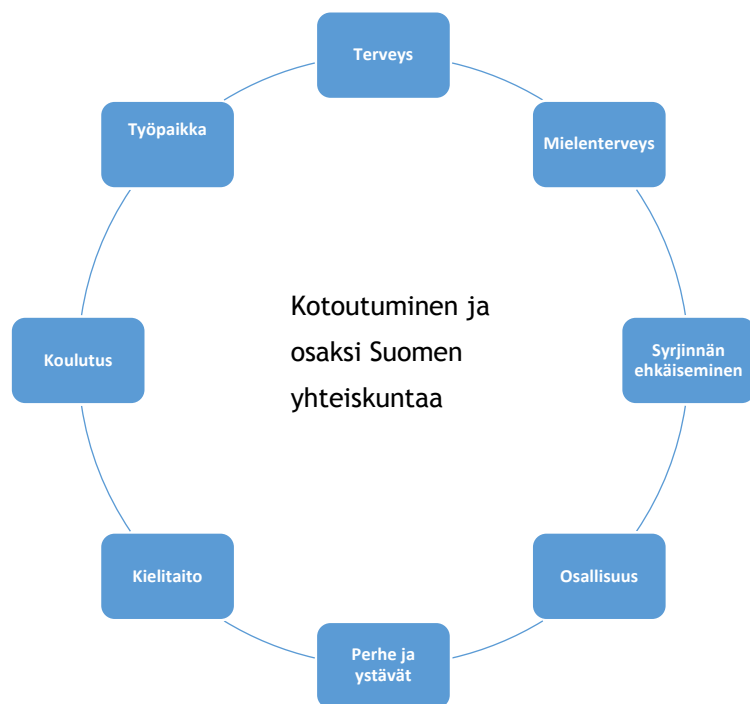 Terveys
Mielenterveys
Syrjinnän
ehkäiseminen
Osallisuus
Perhe ja
ystävät
Kielitaito
Koulutus
Työpaikka
Kotoutuminen ja
osaksi Suomen
yhteiskuntaa